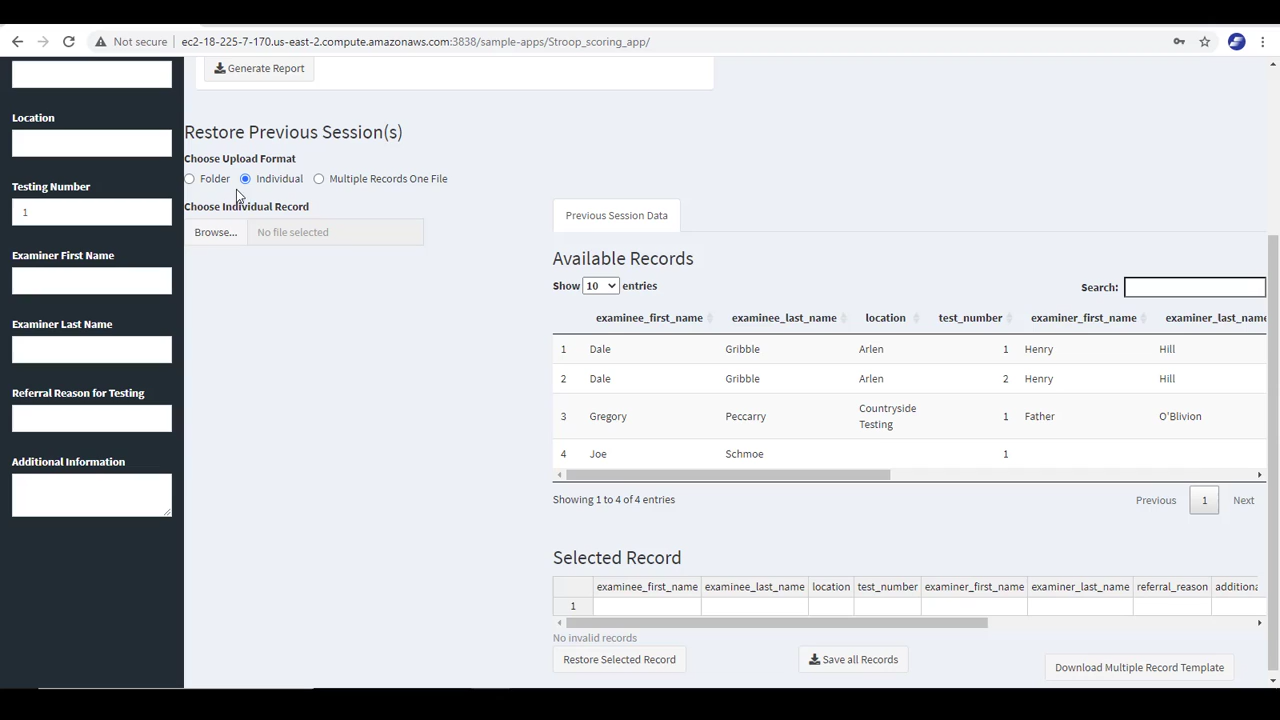 Not secure ec2-18-225-7-170.us-east-2.compute.amazonaws.com:3838/sample-apps/Stroop_scoring_app/
Generate Report
Location
Testing Number
1
Examiner First Name
Examiner Last Name
Referral Reason for Testing
Additional Information
Restore Previous Session(s)
Choose Upload Format
Folder Individual Multiple Records One File
Choose Individual Record
Browse... No file selected
Previous Session Data
Available Records
Show 10 entries Search:
examinee_first_name examinee_last_name location test_number examiner_first_name examiner_last_name
1 Dale Gribble Arlen 1 Henry Hill
2 Dale Gribble Arlen 2 Henry Hill
3 Gregory Peccarry Countryside Testing 1 Father O'Blivion
4 Joe Schmoe 1
Showing 1 to 4 of 4 entries Previous 1 Next
Selected Record
examinee_first_name examinee_last_name location test_number examiner_first_name examiner_last_name referral_reason additiona
1
No invalid records
Restore Selected Record Save all Records Download Multiple Record Template